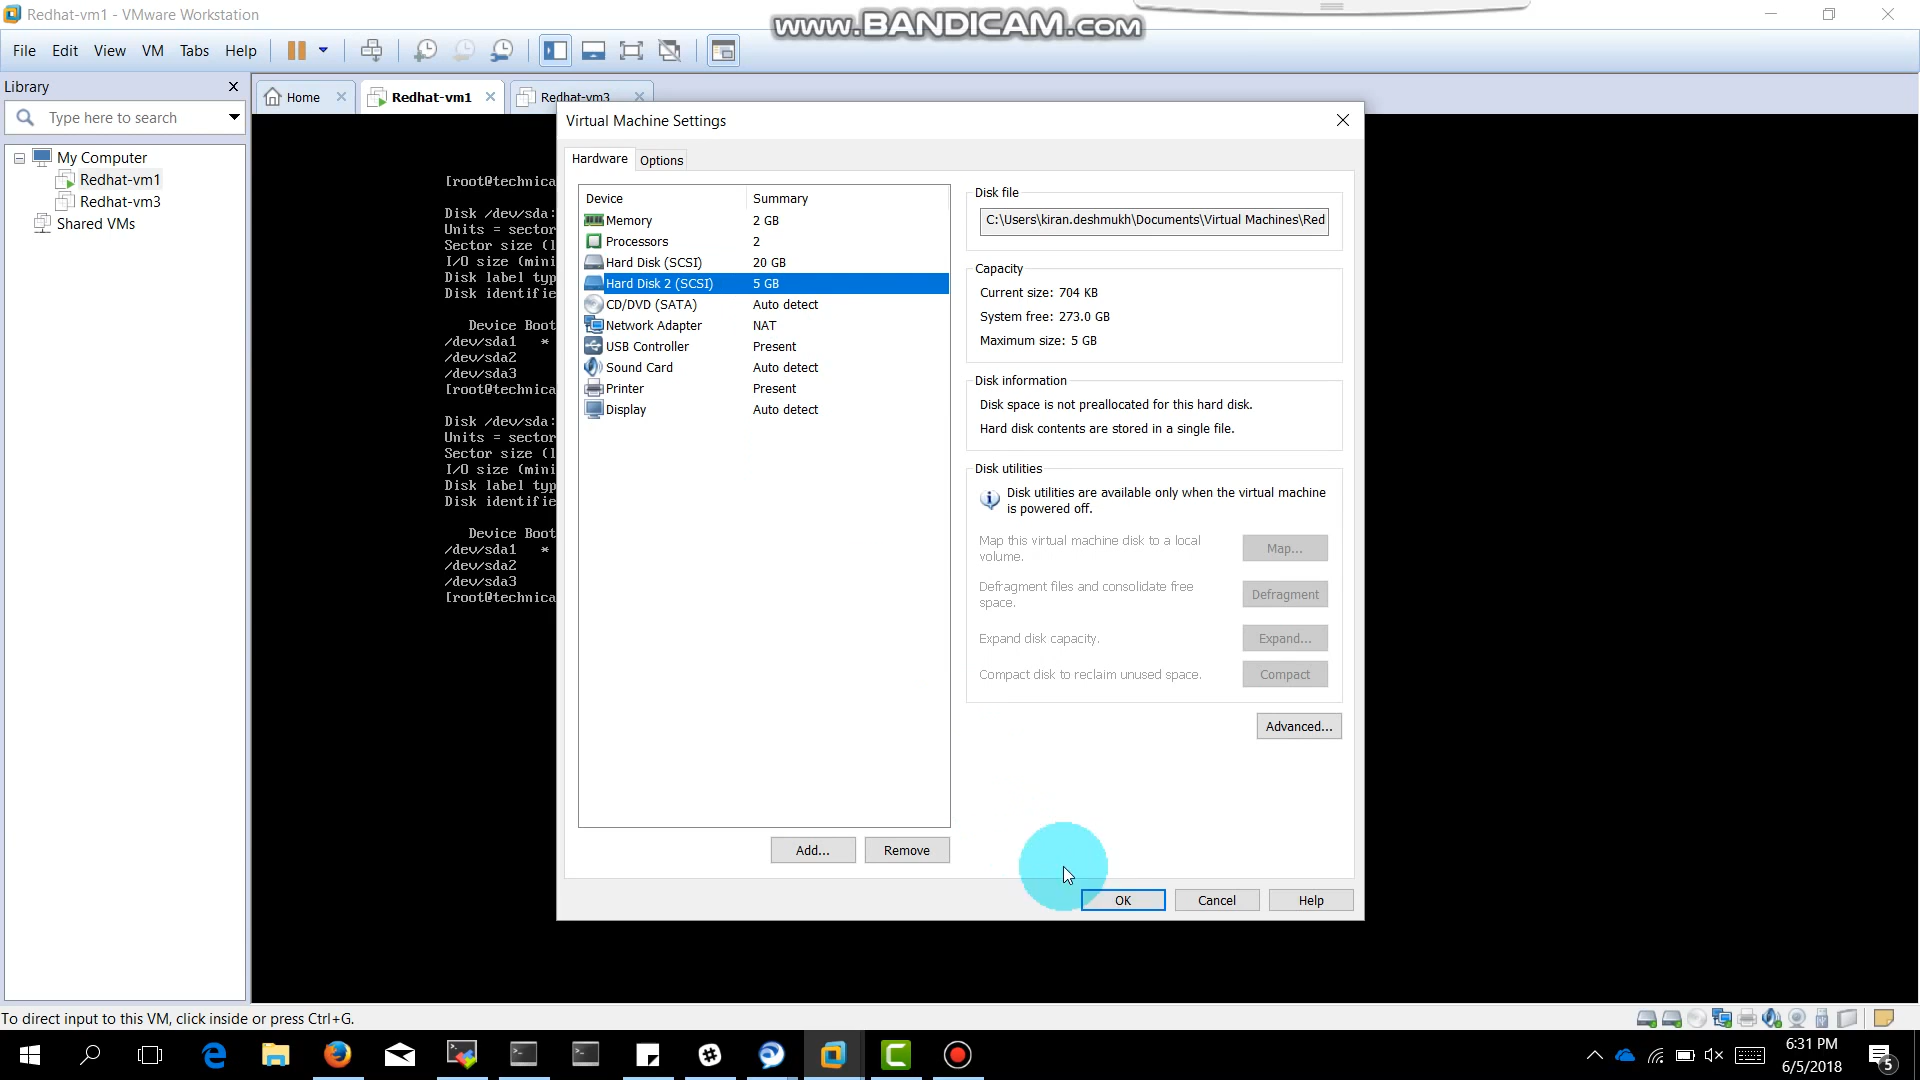 Redhat-vm1 - VMware Workstation
www.BANDICAM.com
File Edit View VM Tabs Help
Library
Home
Redhat-vm1
Redhat-vm3
Type here to search
My Computer
Redhat-vm1
Redhat-vm3
Shared VMs
Virtual Machine Settings
Hardware
Options
Device Summary
Memory 2 GB
Processors 2
Hard Disk (SCSI) 20 GB
Hard Disk 2 (SCSI) 5 GB
CD/DVD (SATA) Auto detect
Network Adapter NAT
USB Controller Present
Sound Card Auto detect
Printer Present
Display Auto detect
Add...
Remove
Disk file
C:\Users\kiran.deshmukh\Documents\Virtual Machines\Red
Capacity
Current size: 704 KB
System free: 273.0 GB
Maximum size: 5 GB
Disk information
Disk space is not preallocated for this hard disk.
Hard disk contents are stored in a single file.
Disk utilities
Disk utilities are available only when the virtual machine
is powered off.
Map this virtual machine disk to a local
volume.
Map...
Defragment files and consolidate free
space.
Defragment
Expand disk capacity.
Expand...
Compact disk to reclaim unused space.
Compact
Advanced...
OK
Cancel
Help
[root@technica
Disk /dev/sda:
Units = sector
Sector size (l
I/O size (mini
Disk label typ
Disk identifie
Device Boot
/dev/sda1 *
/dev/sda2
/dev/sda3
[root@technica
Disk /dev/sda:
Units = sector
Sector size (l
I/O size (mini
Disk label typ
Disk identifie
Device Boot
/dev/sda1 *
/dev/sda2
/dev/sda3
[root@technica
To direct input to this VM, click inside or press Ctrl+G.
6:31 PM
6/5/2018
5